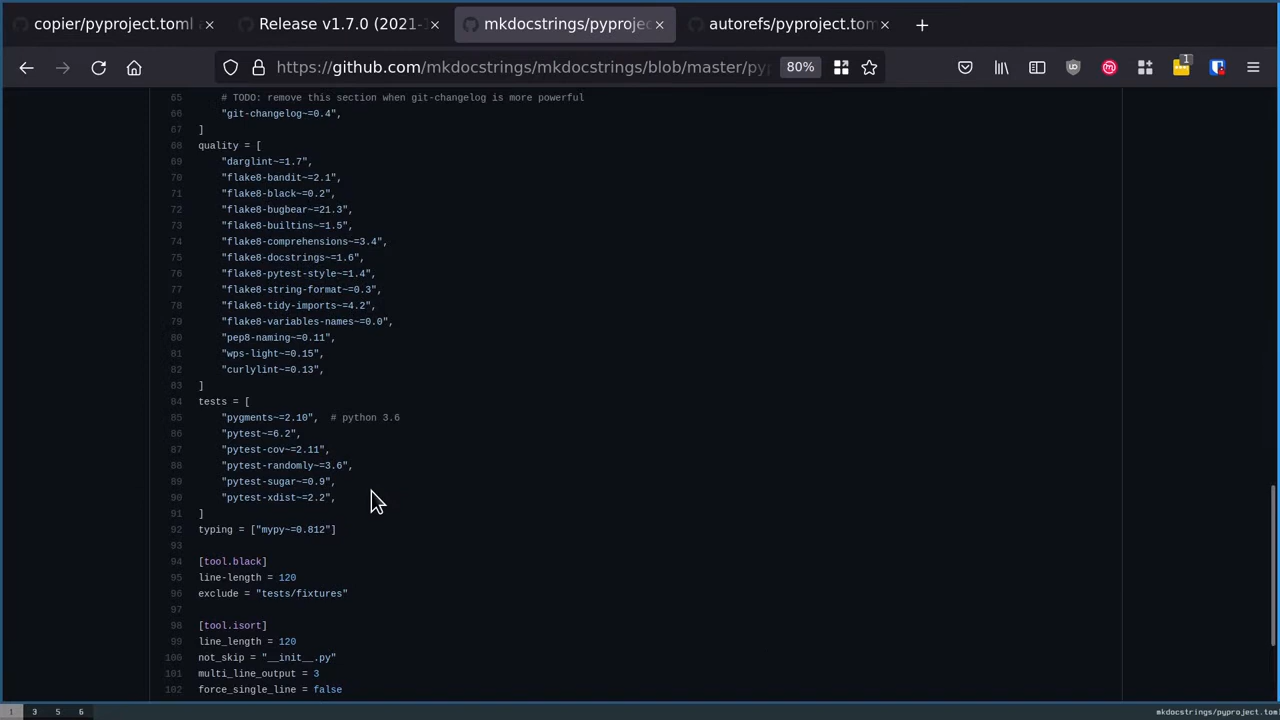 copier/pyproject.toml
Release v1.7.0 (2021-
mkdocstrings/pyprojec
autorefs/pyproject.tom
https://github.com/mkdocstrings/mkdocstrings/blob/master/pyp
80%
1
65 # TODO: remove this section when git-changelog is more powerful
66 "git-changelog~=0.4",
67 ]
68 quality = [
69 "darglint~=1.7",
70 "flake8-bandit~=2.1",
71 "flake8-black~=0.2",
72 "flake8-bugbear~=21.3",
73 "flake8-builtins~=1.5",
74 "flake8-comprehensions~=3.4",
75 "flake8-docstrings~=1.6",
76 "flake8-pytest-style~=1.4",
77 "flake8-string-format~=0.3",
78 "flake8-tidy-imports~=4.2",
79 "flake8-variables-names~=0.0",
80 "pep8-naming~=0.11",
81 "wps-light~=0.15",
82 "curlylint~=0.13",
83 ]
84 tests = [
85 "pygments~=2.10",  # python 3.6
86 "pytest~=6.2",
87 "pytest-cov~=2.11",
88 "pytest-randomly~=3.6",
89 "pytest-sugar~=0.9",
90 "pytest-xdist~=2.2",
91 ]
92 typing = ["mypy~=0.812"]
93
94 [tool.black]
95 line-length = 120
96 exclude = "tests/fixtures"
97
98 [tool.isort]
99 line_length = 120
100 not_skip = "__init__.py"
101 multi_line_output = 3
102 force_single_line = false
1 3 5 6 mkdocstrings/pyproject.toml